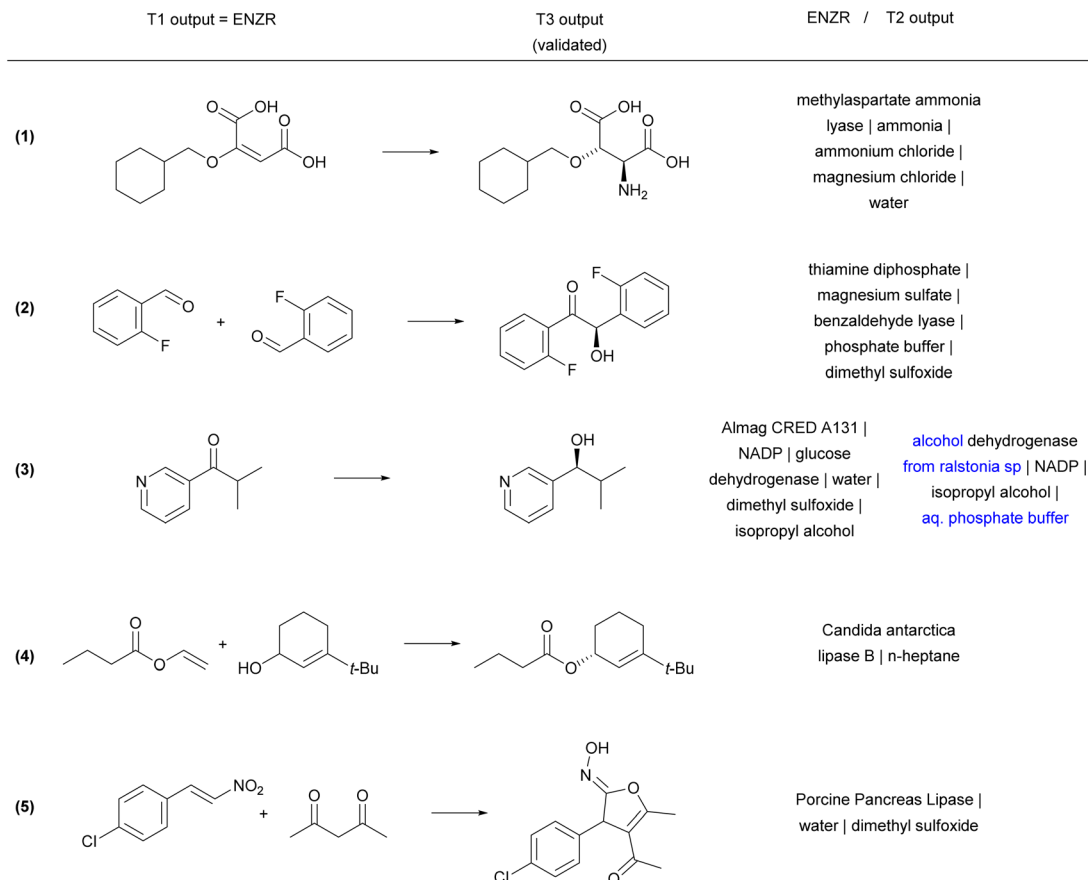 T1 output = ENZR
T3 output
(validated)
ENZR / T2 output
(1)
O
OH
O
OH
O
O
OH
O
OH
O
NH2
methylaspartate ammonia
lyase | ammonia |
ammonium chloride |
magnesium chloride |
water
(2)
O
F
+
F
O
O
F
OH
F
thiamine diphosphate |
magnesium sulfate |
benzaldehyde lyase |
phosphate buffer |
dimethyl sulfoxide
(3)
O
N
OH
N
Almag CRED A131 |
NADP | glucose
dehydrogenase | water |
dimethyl sulfoxide |
isopropyl alcohol
alcohol dehydrogenase
from ralstonia sp | NADP |
isopropyl alcohol |
aq. phosphate buffer
(4)
O
O
+
HO
t-Bu
O
O
t-Bu
Candida antarctica
lipase B | n-heptane
(5)
NO2
Cl
+
O
O
OH
N
O
Cl
O
Porcine Pancreas Lipase |
water | dimethyl sulfoxide